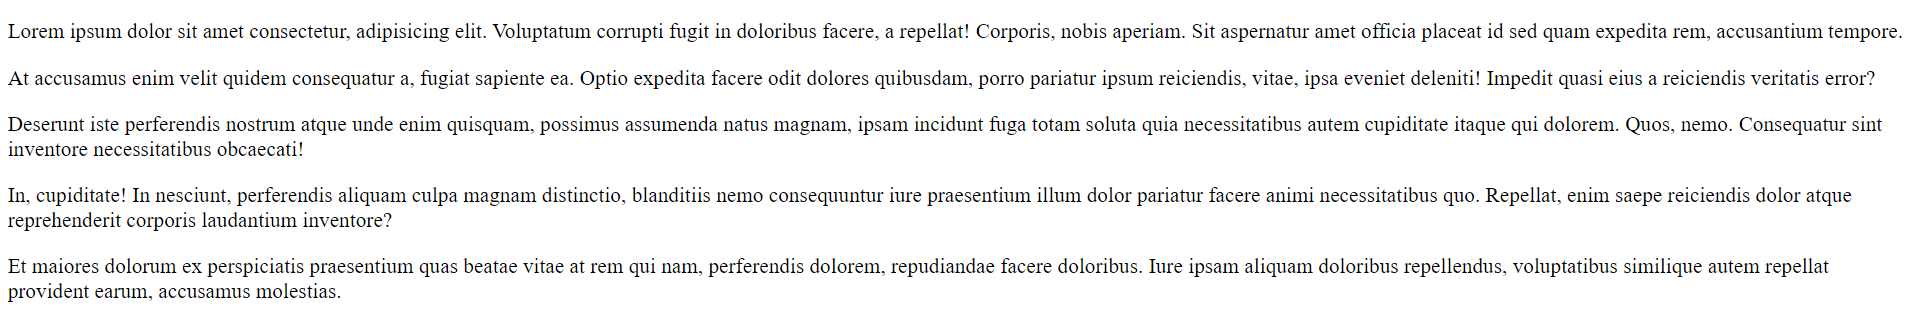 Lorem ipsum dolor sit amet consectetur, adipisicing elit. Voluptatum corrupti fugit in doloribus facere, a repellat! Corporis, nobis aperiam. Sit aspernatur amet officia placeat id sed quam expedita rem, accusantium tempore.
At accusamus enim velit quidem consequatur a, fugiat sapiente ea. Optio expedita facere odit dolores quibusdam, porro pariatur ipsum reiciendis, vitae, ipsa eveniet deleniti! Impedit quasi eius a reiciendis veritatis error?
Deserunt iste perferendis nostrum atque unde enim quisquam, possimus assumenda natus magnam, ipsam incidunt fuga totam soluta quia necessitatibus autem cupiditate itaque qui dolorem. Quos, nemo. Consequatur sint
inventore necessitatibus obcaecati!
In, cupiditate! In nesciunt, perferendis aliquam culpa magnam distinctio, blanditiis nemo consequuntur iure praesentium illum dolor pariatur facere animi necessitatibus quo. Repellat, enim saepe reiciendis dolor atque
reprehenderit corporis laudantium inventore?
Et maiores dolorum ex perspiciatis praesentium quas beatae vitae at rem qui nam, perferendis dolorem, repudiandae facere doloribus. Iure ipsam aliquam doloribus repellendus, voluptatibus similique autem repellat
provident earum, accusamus molestias.